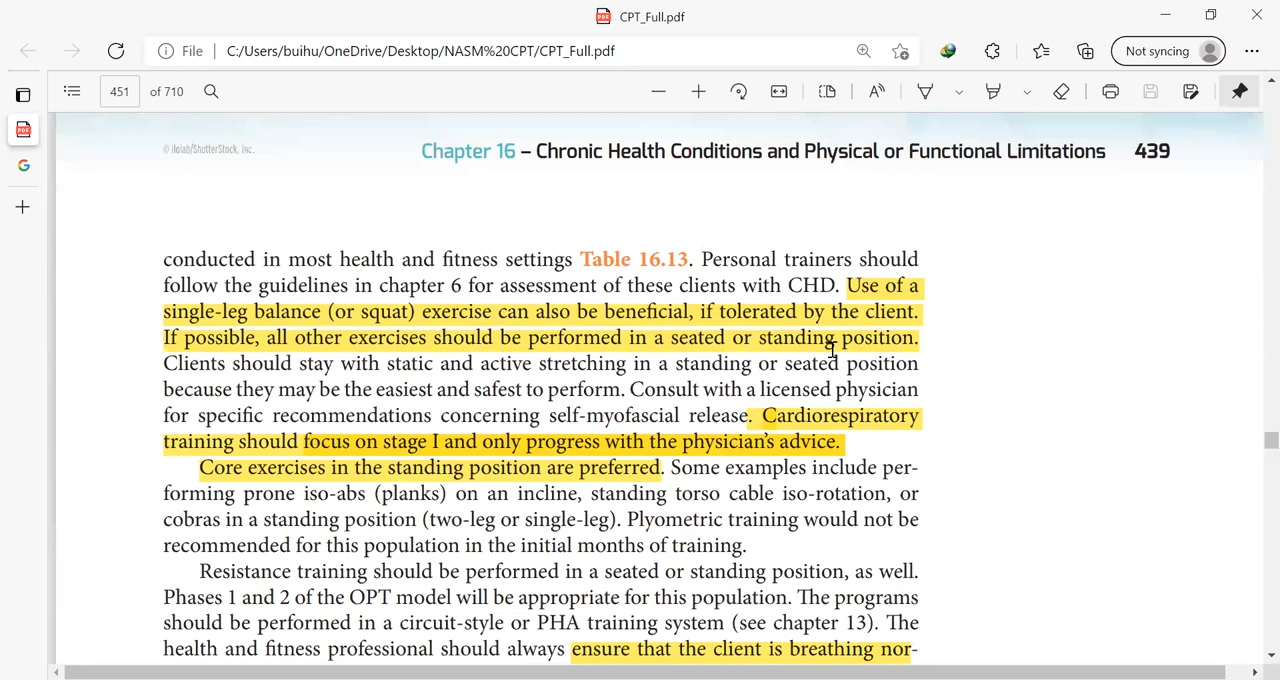 CPT_Full.pdf
File | C:/Users/buihu/OneDrive/Desktop/NASM%20CPT/CPT_Full.pdf
Not syncing
451 of 710
© ilolab/ShutterStock, Inc.
Chapter 16 – Chronic Health Conditions and Physical or Functional Limitations 439
conducted in most health and fitness settings Table 16.13. Personal trainers should
follow the guidelines in chapter 6 for assessment of these clients with CHD. Use of a
single-leg balance (or squat) exercise can also be beneficial, if tolerated by the client.
If possible, all other exercises should be performed in a seated or standing position.
Clients should stay with static and active stretching in a standing or seated position
because they may be the easiest and safest to perform. Consult with a licensed physician
for specific recommendations concerning self-myofascial release. Cardiorespiratory
training should focus on stage I and only progress with the physician's advice.
Core exercises in the standing position are preferred. Some examples include per-
forming prone iso-abs (planks) on an incline, standing torso cable iso-rotation, or
cobras in a standing position (two-leg or single-leg). Plyometric training would not be
recommended for this population in the initial months of training.
Resistance training should be performed in a seated or standing position, as well.
Phases 1 and 2 of the OPT model will be appropriate for this population. The programs
should be performed in a circuit-style or PHA training system (see chapter 13). The
health and fitness professional should always ensure that the client is breathing nor-